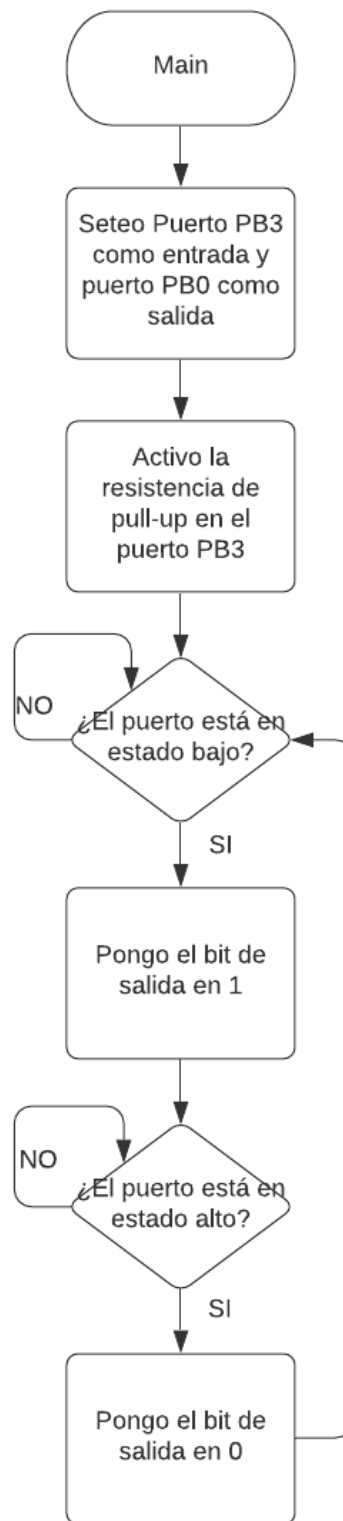 Main
Seteo Puerto PB3
como entrada y
puerto PB0 como
salida
Activo la
resistencia de
pull-up en el
puerto PB3
NO
¿El puerto está en
estado bajo?
SI
Pongo el bit de
salida en 1
NO
¿El puerto está en
estado alto?
SI
Pongo el bit de
salida en 0